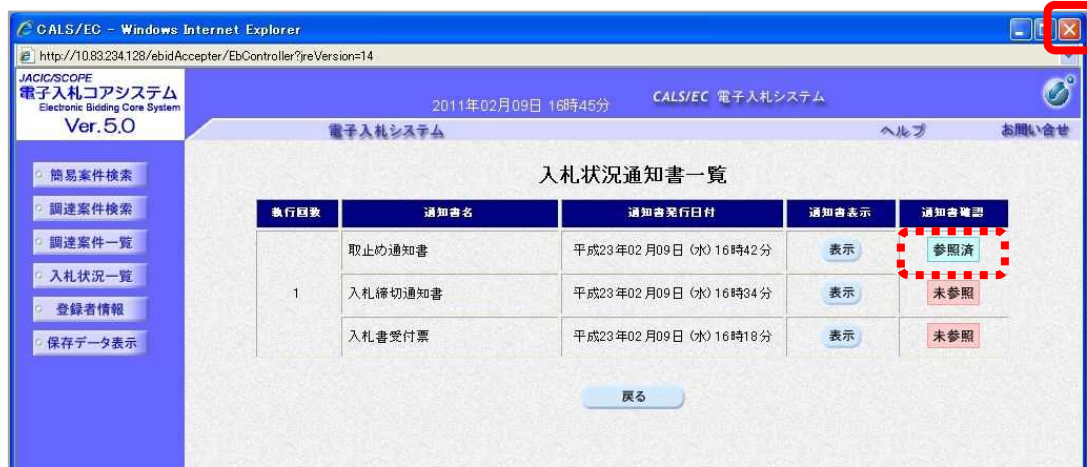 CALS/EC - Windows Internet Explorer
http://10.83.234.128/ebidAccepter/EbController?jreVersion=14
JACIC/SCOPE
電子入札コアシステム
Electronic Bidding Core System
Ver.5.0
2011年02月09日 16時45分
CALS/EC 電子入札システム
電子入札システム
ヘルプ
お問い合せ
簡易案件検索
調達案件検索
調達案件一覧
入札状況一覧
登録者情報
保存データ表示
入札状況通知書一覧
執行回数 通知書名 通知書発行日付 通知書表示 通知書確認
取止め通知書 平成23年02月09日 (水) 16時42分 表示 参照済
1 入札締切通知書 平成23年02月09日 (水) 16時34分 表示 未参照
入札書受付票 平成23年02月09日 (水) 16時18分 表示 未参照
戻る